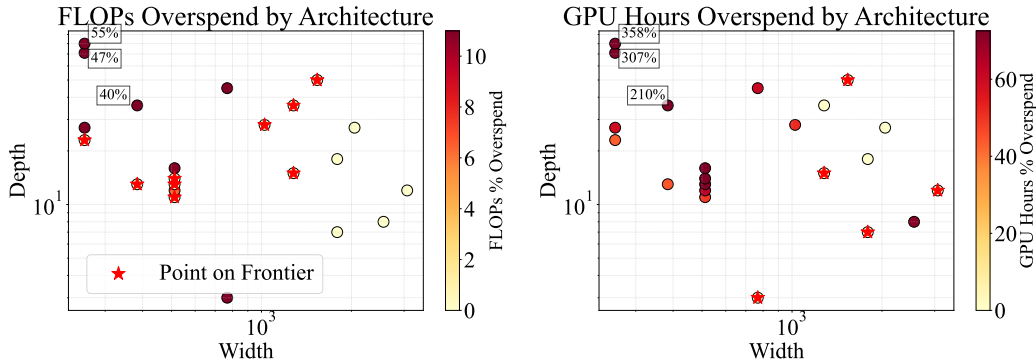 FLOPs Overspend by Architecture
55%
47%
40%
Depth
10¹
Point on Frontier
10³
Width
10
8
6
4
2
0
FLOPs % Overspend
GPU Hours Overspend by Architecture
358%
307%
210%
Depth
10¹
10³
Width
60
40
20
0
GPU Hours % Overspend